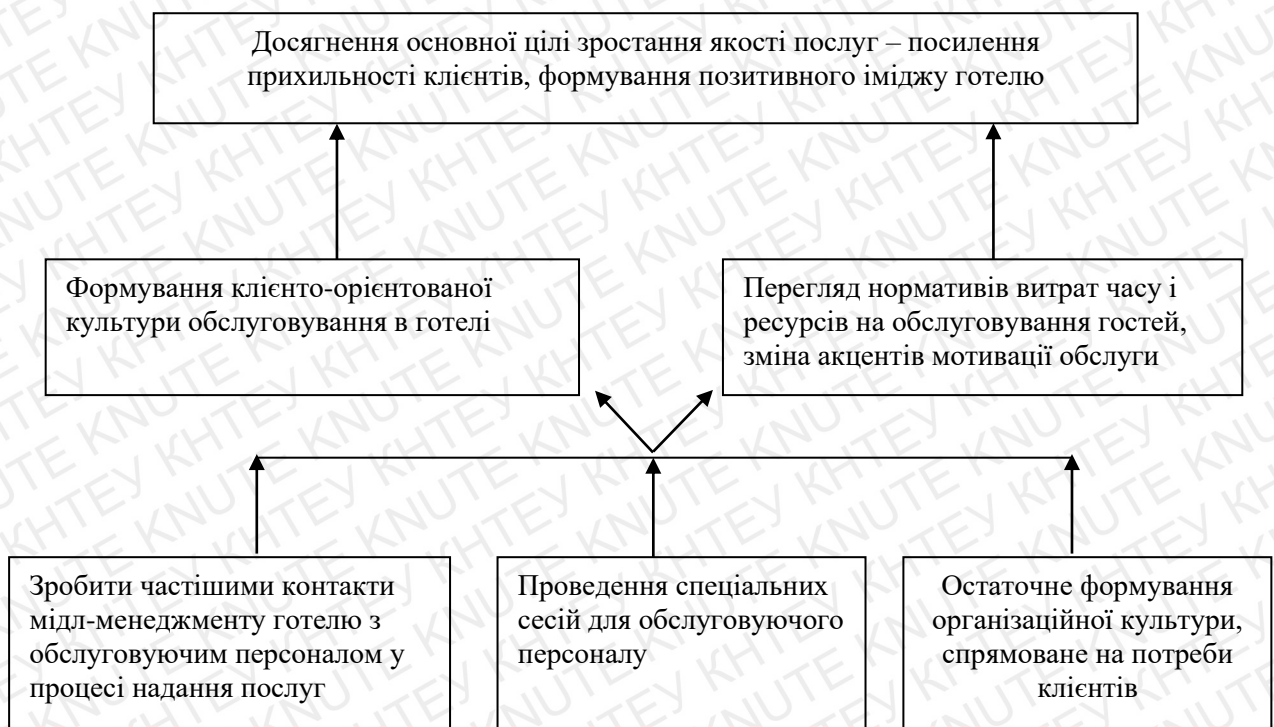 Досягнення основної цілі зростання якості послуг – посилення
прихильності клієнтів, формування позитивного іміджу готелю
Формування клієнто-орієнтованої
культури обслуговування в готелі
Перегляд нормативів витрат часу і
ресурсів на обслуговування гостей,
зміна акцентів мотивації обслуги
Зробити частішими контакти
мідл-менеджменту готелю з
обслуговуючим персоналом у
процесі надання послуг
Проведення спеціальних
сесій для обслуговуючого
персоналу
Остаточне формування
організаційної культури,
спрямоване на потреби
клієнтів